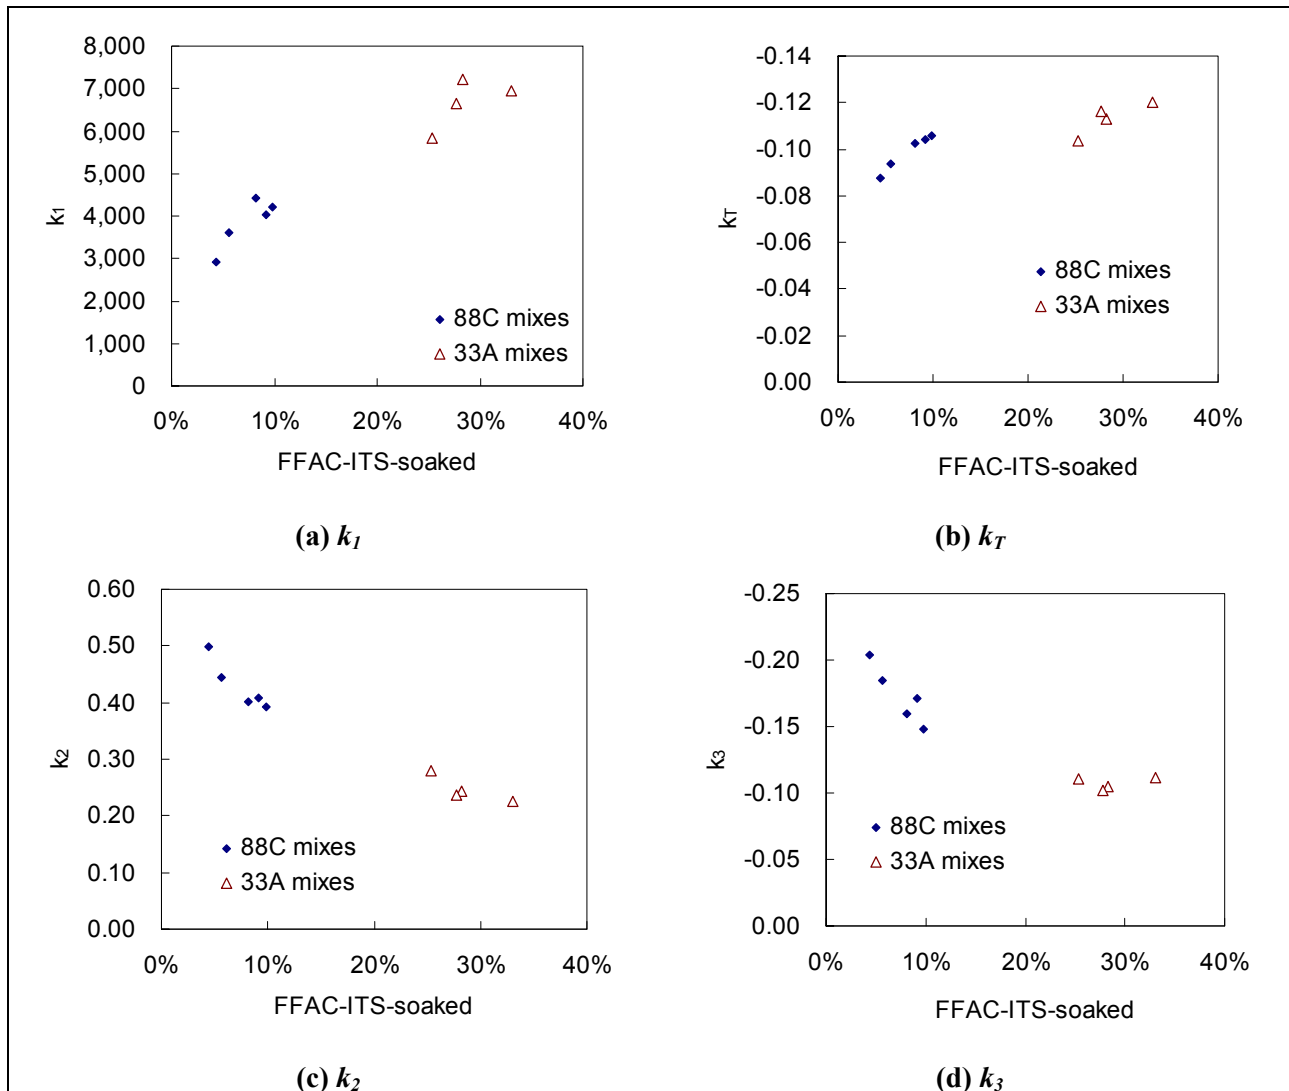 8,000
7,000
6,000
5,000
4,000
3,000
2,000
1,000
0
k1
88C mixes
33A mixes
0% 10% 20% 30% 40%
FFAC-ITS-soaked
(a) k1
-0.14
-0.12
-0.10
-0.08
-0.06
-0.04
-0.02
0.00
kT
88C mixes
33A mixes
0% 10% 20% 30% 40%
FFAC-ITS-soaked
(b) kT
0.60
0.50
0.40
0.30
0.20
0.10
0.00
k2
88C mixes
33A mixes
0% 10% 20% 30% 40%
FFAC-ITS-soaked
(c) k2
-0.25
-0.20
-0.15
-0.10
-0.05
0.00
k3
88C mixes
33A mixes
0% 10% 20% 30% 40%
FFAC-ITS-soaked
(d) k3